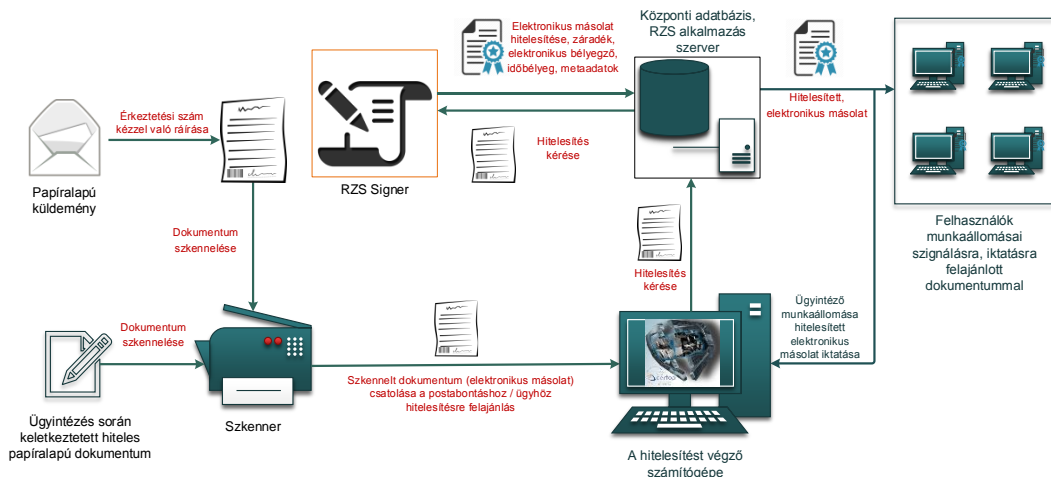 Elektronikus másolat
hitelesítése, záradék,
elektronikus bélyegző,
időbélyeg, metaadatok
Központi adatbázis,
RZS alkalmazás
szerver
Érkeztetési szám
kézzel való ráírása
Hitelesítés
kérése
Hitelesített,
elektronikus másolat
Papíralapú
küldemény
RZS Signer
Felhasználók
munkaállomásai
szignálásra, iktatásra
felajánlott
dokumentummal
Dokumentum
szkennelése
Hitelesítés
kérése
Ügyintéző
munkaállomása
hitelesített
elektronikus
másolat iktatása
Dokumentum
szkennelése
Szkennelt dokumentum (elektronikus másolat)
csatolása a postabontáshoz / ügyhöz
hitelesítésre felajánlás
Ügyintézés során
keletkeztetett hiteles
papíralapú dokumentum
Szkenner
A hitelesítést végző
számítógépe